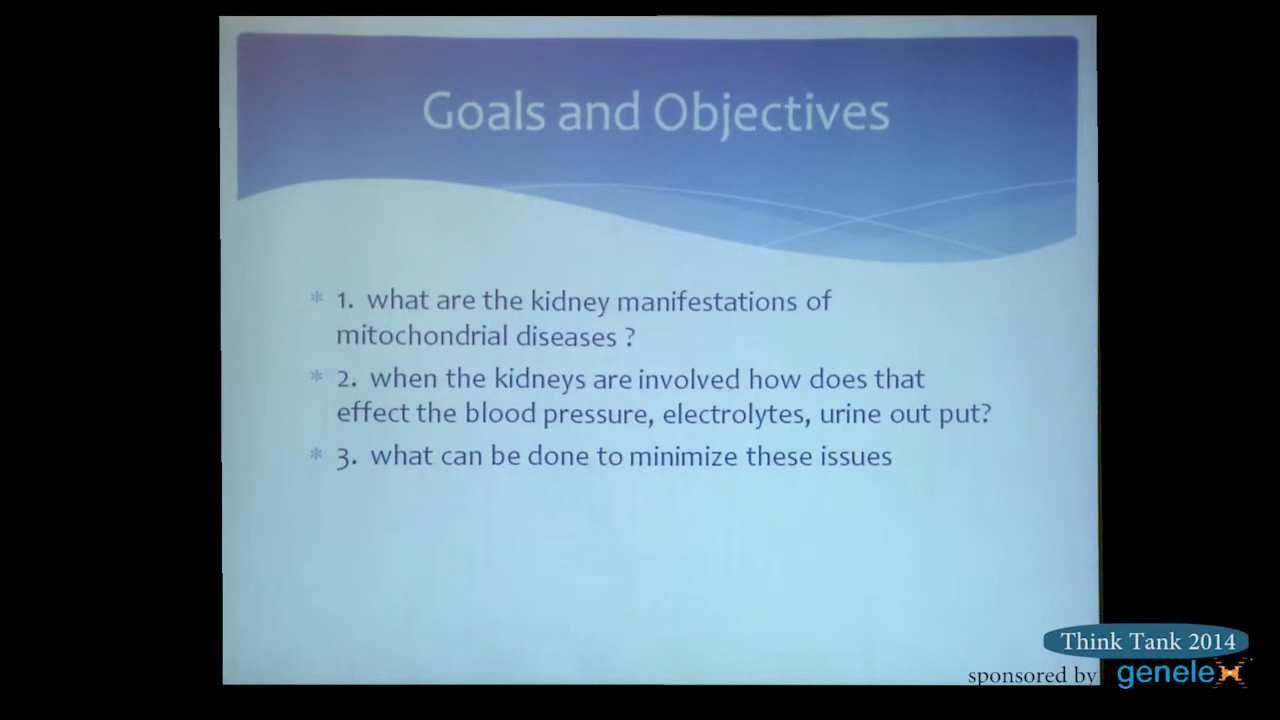 Goals and Objectives
* 1. what are the kidney manifestations of
mitochondrial diseases ?
* 2. when the kidneys are involved how does that
effect the blood pressure, electrolytes, urine out put?
* 3. what can be done to minimize these issues
Think Tank 2014
sponsored by genelex